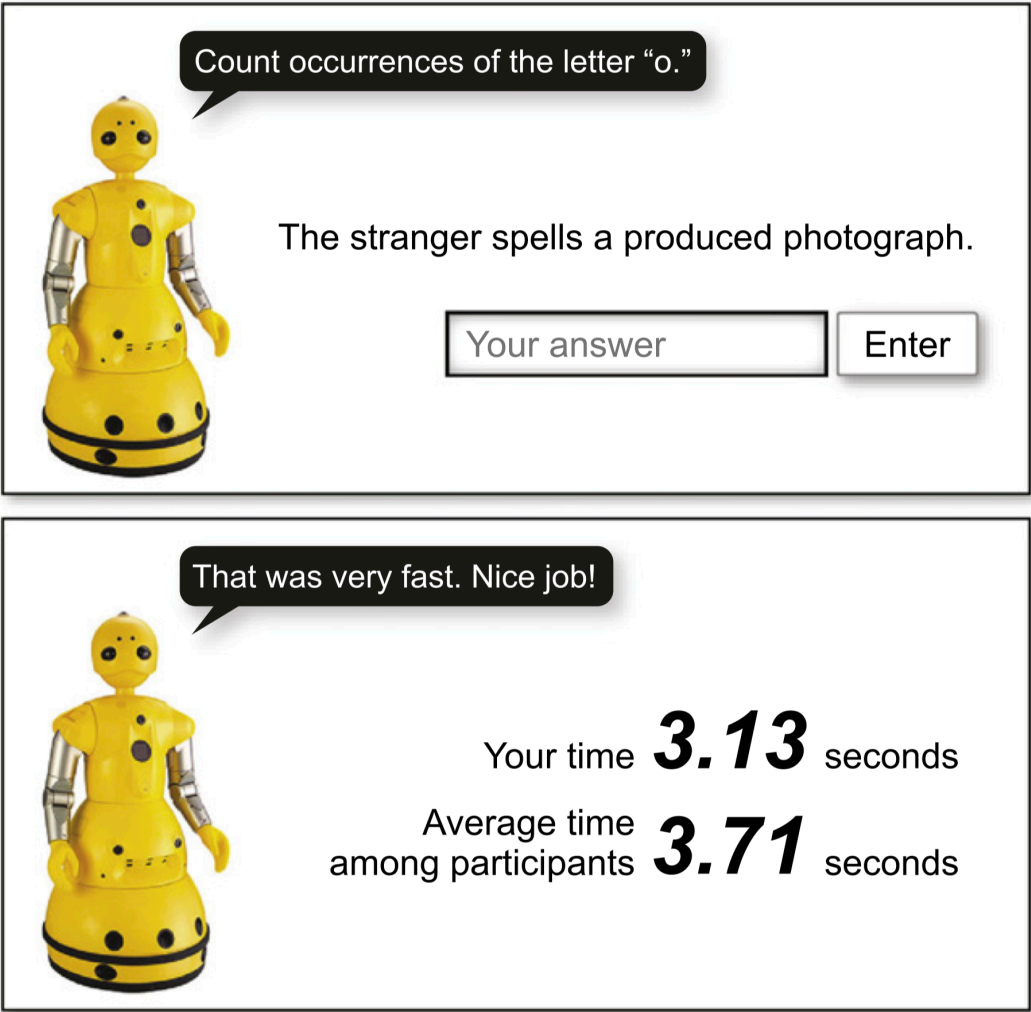 Count occurrences of the letter “o.”
The stranger spells a produced photograph.
Your answer
Enter
That was very fast. Nice job!
Your time 3.13 seconds
Average time
among participants 3.71 seconds